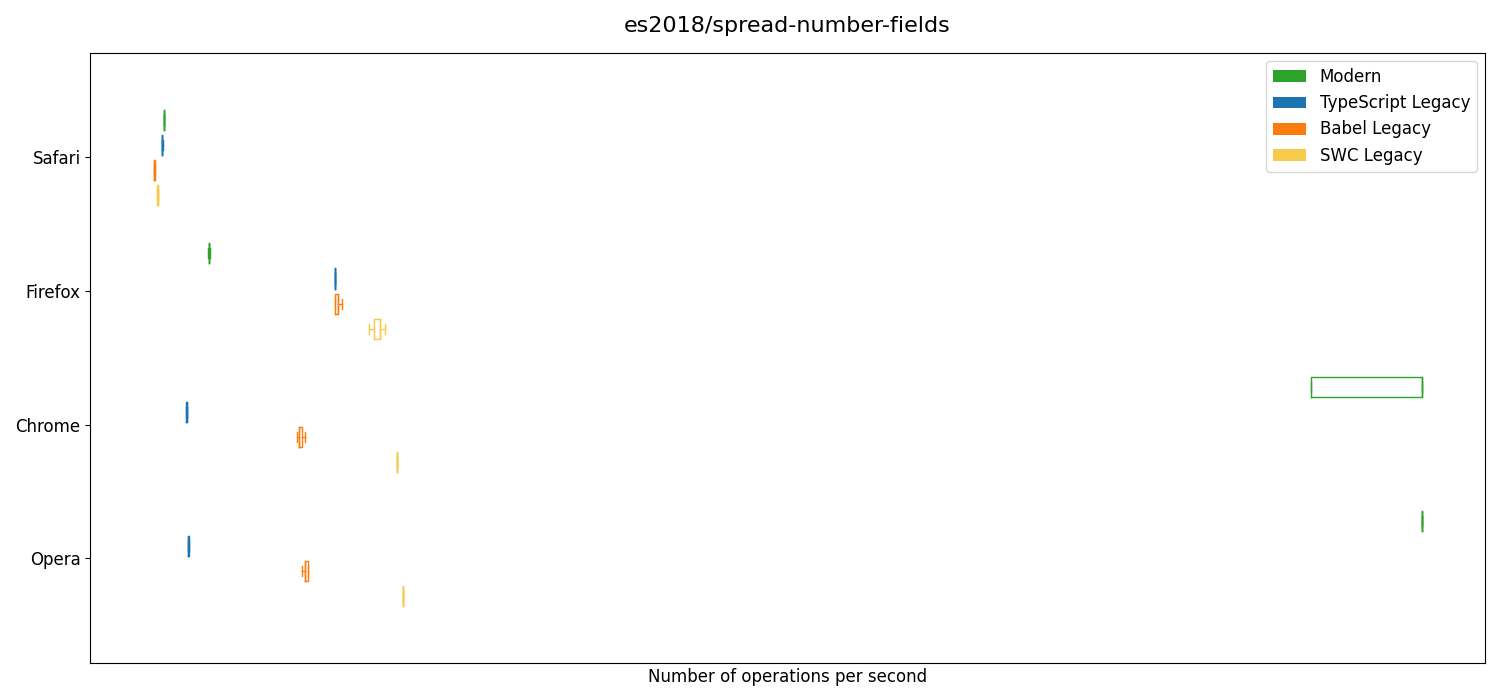 es2018/spread-number-fields
Modern
TypeScript Legacy
Babel Legacy
SWC Legacy
Safari
Firefox
Chrome
Opera
Number of operations per second